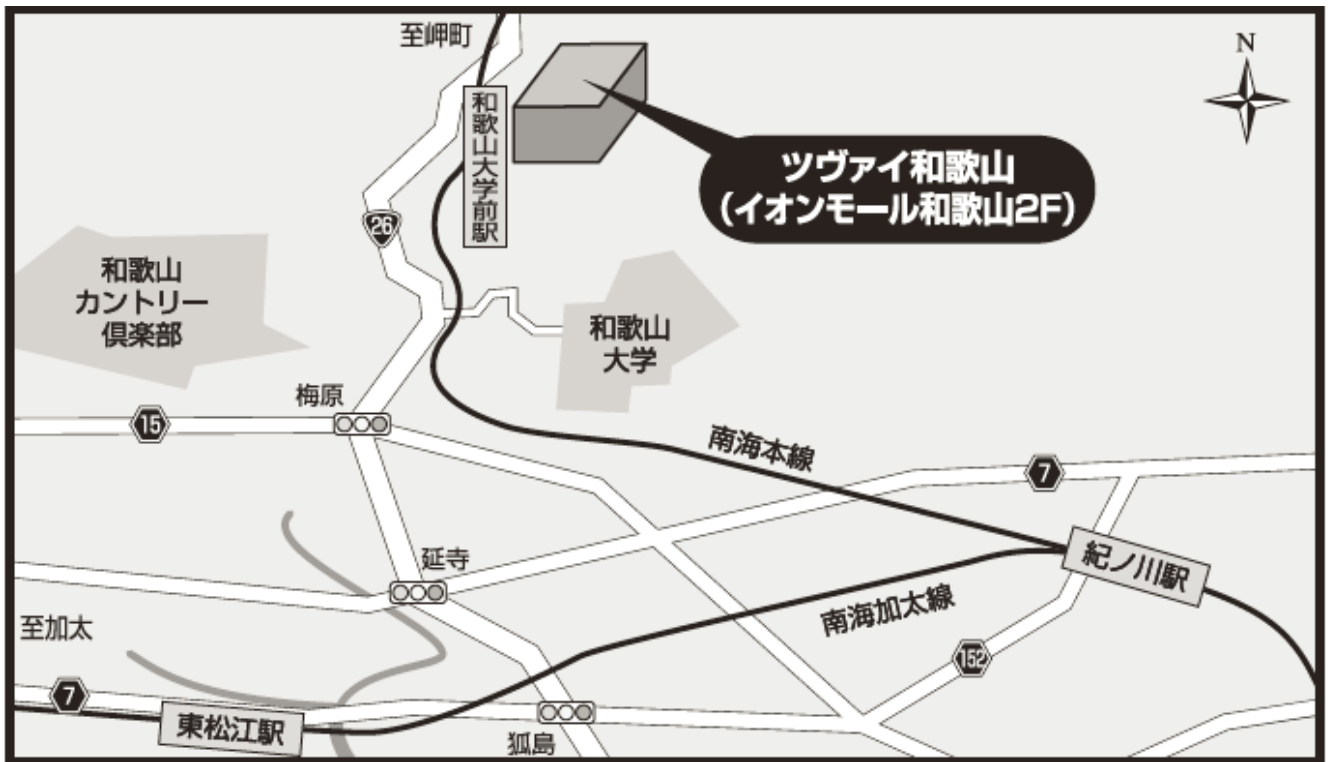 至岬町
N
和歌山大学前駅
ツヴァイ和歌山
(イオンモール和歌山2F)
26
和歌山
カントリー
倶楽部
和歌山
大学
梅原
15
南海本線
7
延寺
紀ノ川駅
南海加太線
至加太
152
7
東松江駅
狐島